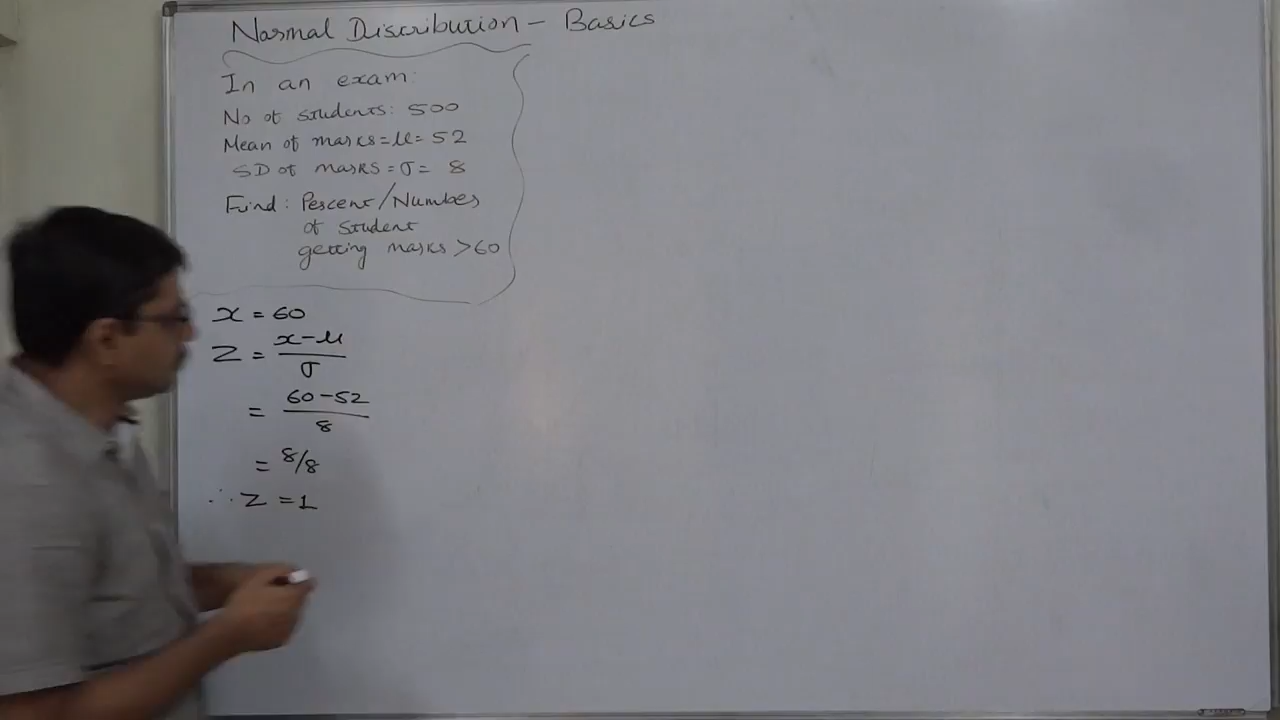 Normal Distribution - Basics
In an exam:
No of students: 500
Mean of marks = μ = 52
SD of marks = σ = 8
Find: Percent/Number
of student
getting marks > 60
x = 60
Z = x-μ/σ
= 60-52/8
= 8/8
∴ Z = 1